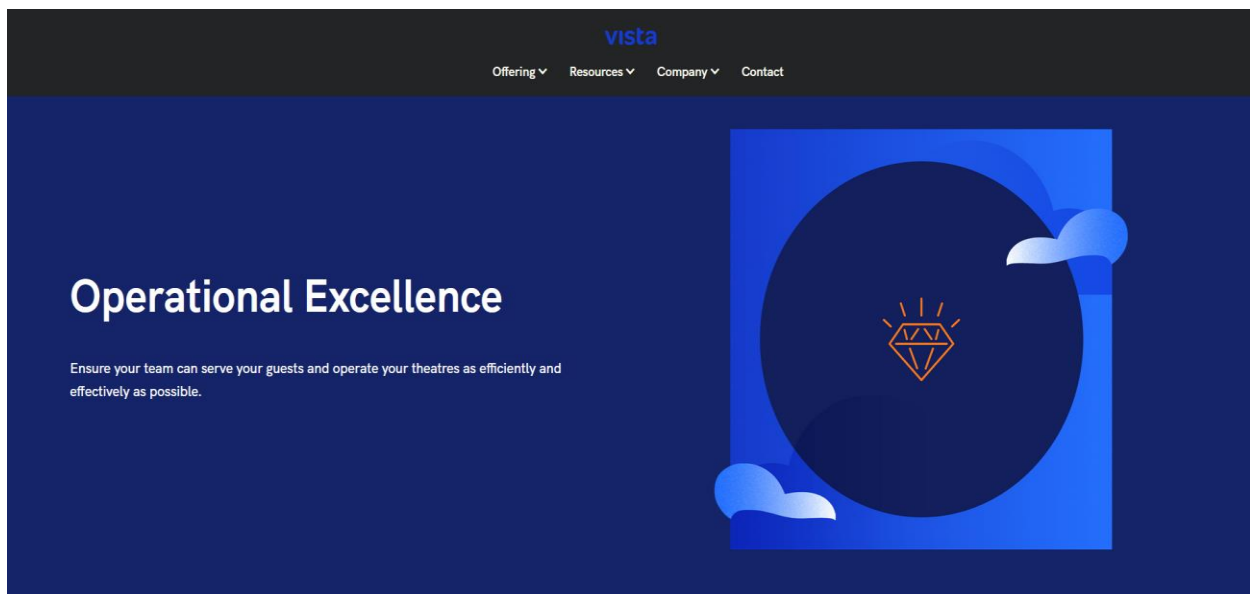 vista
Offering Resources Company Contact
Operational Excellence
Ensure your team can serve your guests and operate your theatres as efficiently and
effectively as possible.